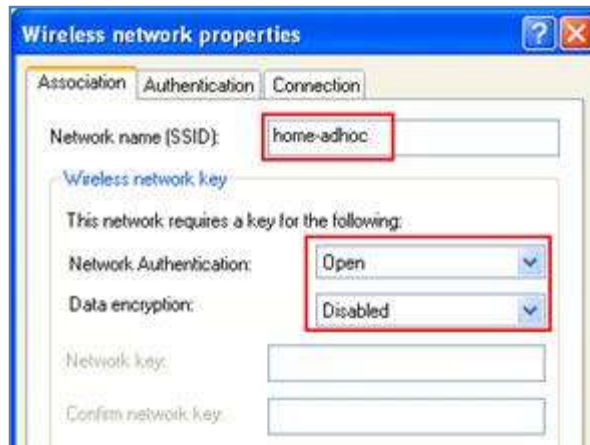 Wireless network properties
Association Authentication Connection
Network name (SSID): home-adhoc
Wireless network key
This network requires a key for the following:
Network Authentication: Open
Data encryption: Disabled
Network key:
Confirm network key: